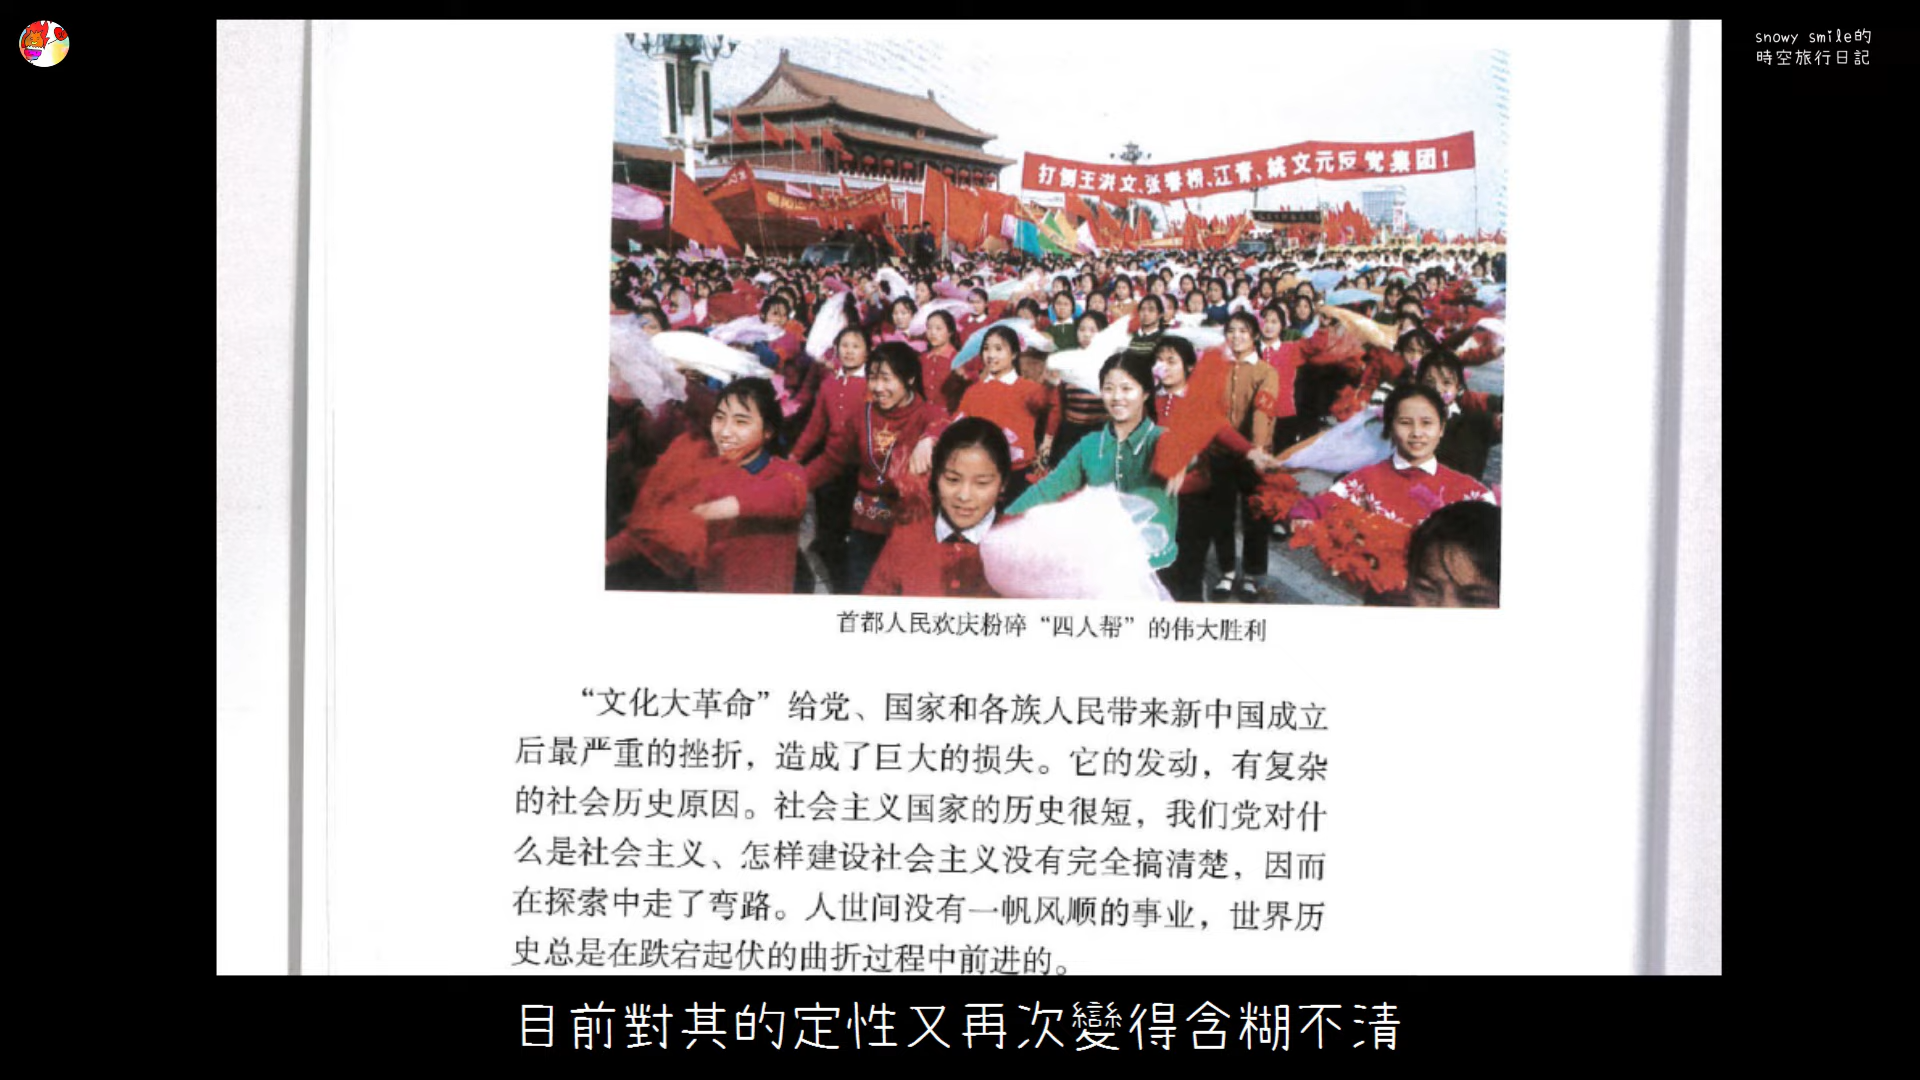 snowy smile的
時空旅行日記
打倒王洪文、张春桥、江青、姚文元反党集团！
首都人民欢庆粉碎“四人帮”的伟大胜利
“文化大革命”给党、国家和各族人民带来新中国成立
后最严重的挫折，造成了巨大的损失。它的发动，有复杂
的社会历史原因。社会主义国家的历史很短，我们党对什
么是社会主义、怎样建设社会主义没有完全搞清楚，因而
在探索中走了弯路。人世间没有一帆风顺的事业，世界历
史总是在跌宕起伏的曲折过程中前进的。
目前對其的定性又再次變得含糊不清